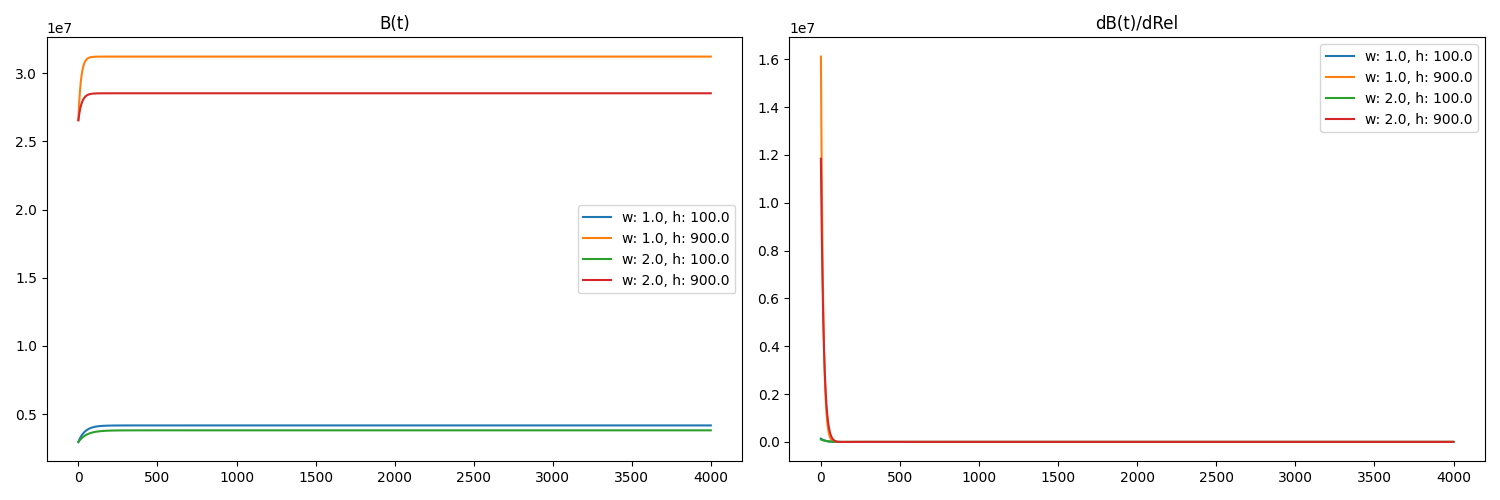 B(t)
1e7
3.0
2.5
2.0
1.5
1.0
0.5
0 500 1000 1500 2000 2500 3000 3500 4000
w: 1.0, h: 100.0
w: 1.0, h: 900.0
w: 2.0, h: 100.0
w: 2.0, h: 900.0
dB(t)/dRel
1e7
1.6
1.4
1.2
1.0
0.8
0.6
0.4
0.2
0.0
0 500 1000 1500 2000 2500 3000 3500 4000
w: 1.0, h: 100.0
w: 1.0, h: 900.0
w: 2.0, h: 100.0
w: 2.0, h: 900.0